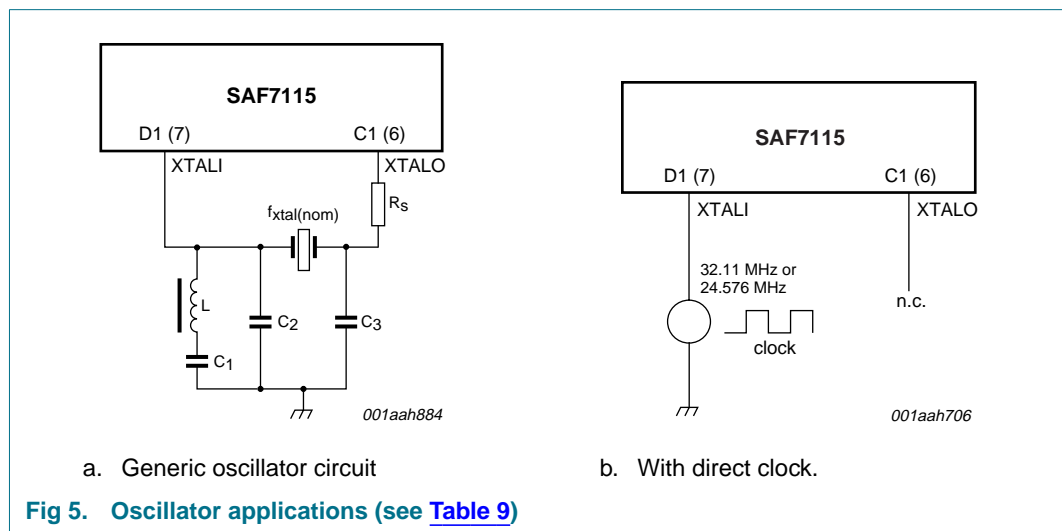 SAF7115
D1 (7)
C1 (6)
XTALI
XTALO
Rs
fxtal(nom)
L
C1
C2
C3
001aah884
a. Generic oscillator circuit
SAF7115
D1 (7)
C1 (6)
XTALI
XTALO
32.11 MHz or
24.576 MHz
n.c.
clock
001aah706
b. With direct clock.
Fig 5. Oscillator applications (see Table 9)